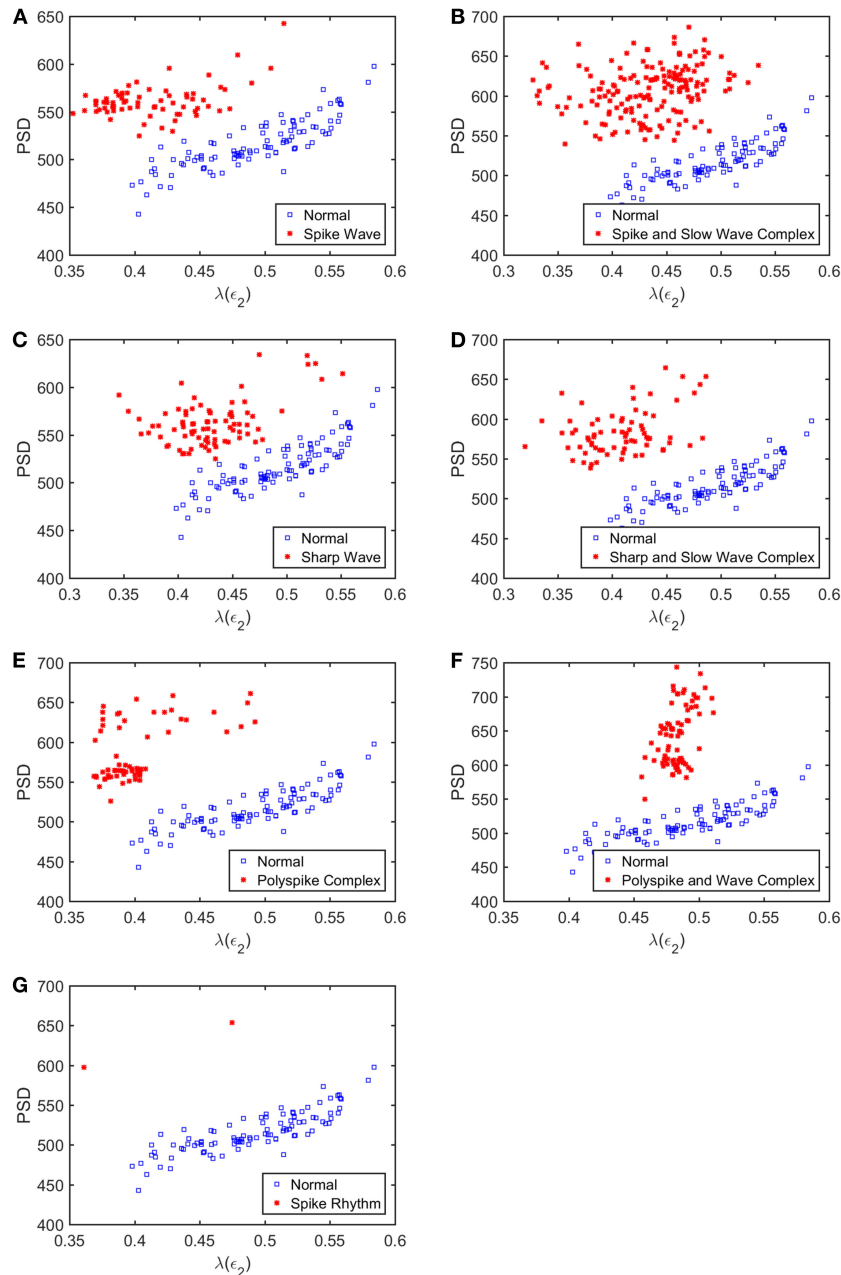 A
650
600
550
500
450
400
PSD
0.35
0.4
0.45
0.5
0.55
0.6
λ(ϵ2)
Normal
Spike Wave
B
700
650
600
550
500
450
400
PSD
0.3
0.35
0.4
0.45
0.5
0.55
0.6
λ(ϵ2)
Normal
Spike and Slow Wave Complex
C
650
600
550
500
450
400
PSD
0.3
0.35
0.4
0.45
0.5
0.55
0.6
λ(ϵ2)
Normal
Sharp Wave
D
700
650
600
550
500
450
400
PSD
0.3
0.35
0.4
0.45
0.5
0.55
0.6
λ(ϵ2)
Normal
Sharp and Slow Wave Complex
E
700
650
600
550
500
450
400
PSD
0.35
0.4
0.45
0.5
0.55
0.6
λ(ϵ2)
Normal
Polyspike Complex
F
750
700
650
600
550
500
450
400
PSD
0.35
0.4
0.45
0.5
0.55
0.6
λ(ϵ2)
Normal
Polyspike and Wave Complex
G
700
650
600
550
500
450
400
PSD
0.35
0.4
0.45
0.5
0.55
0.6
λ(ϵ2)
Normal
Spike Rhythm